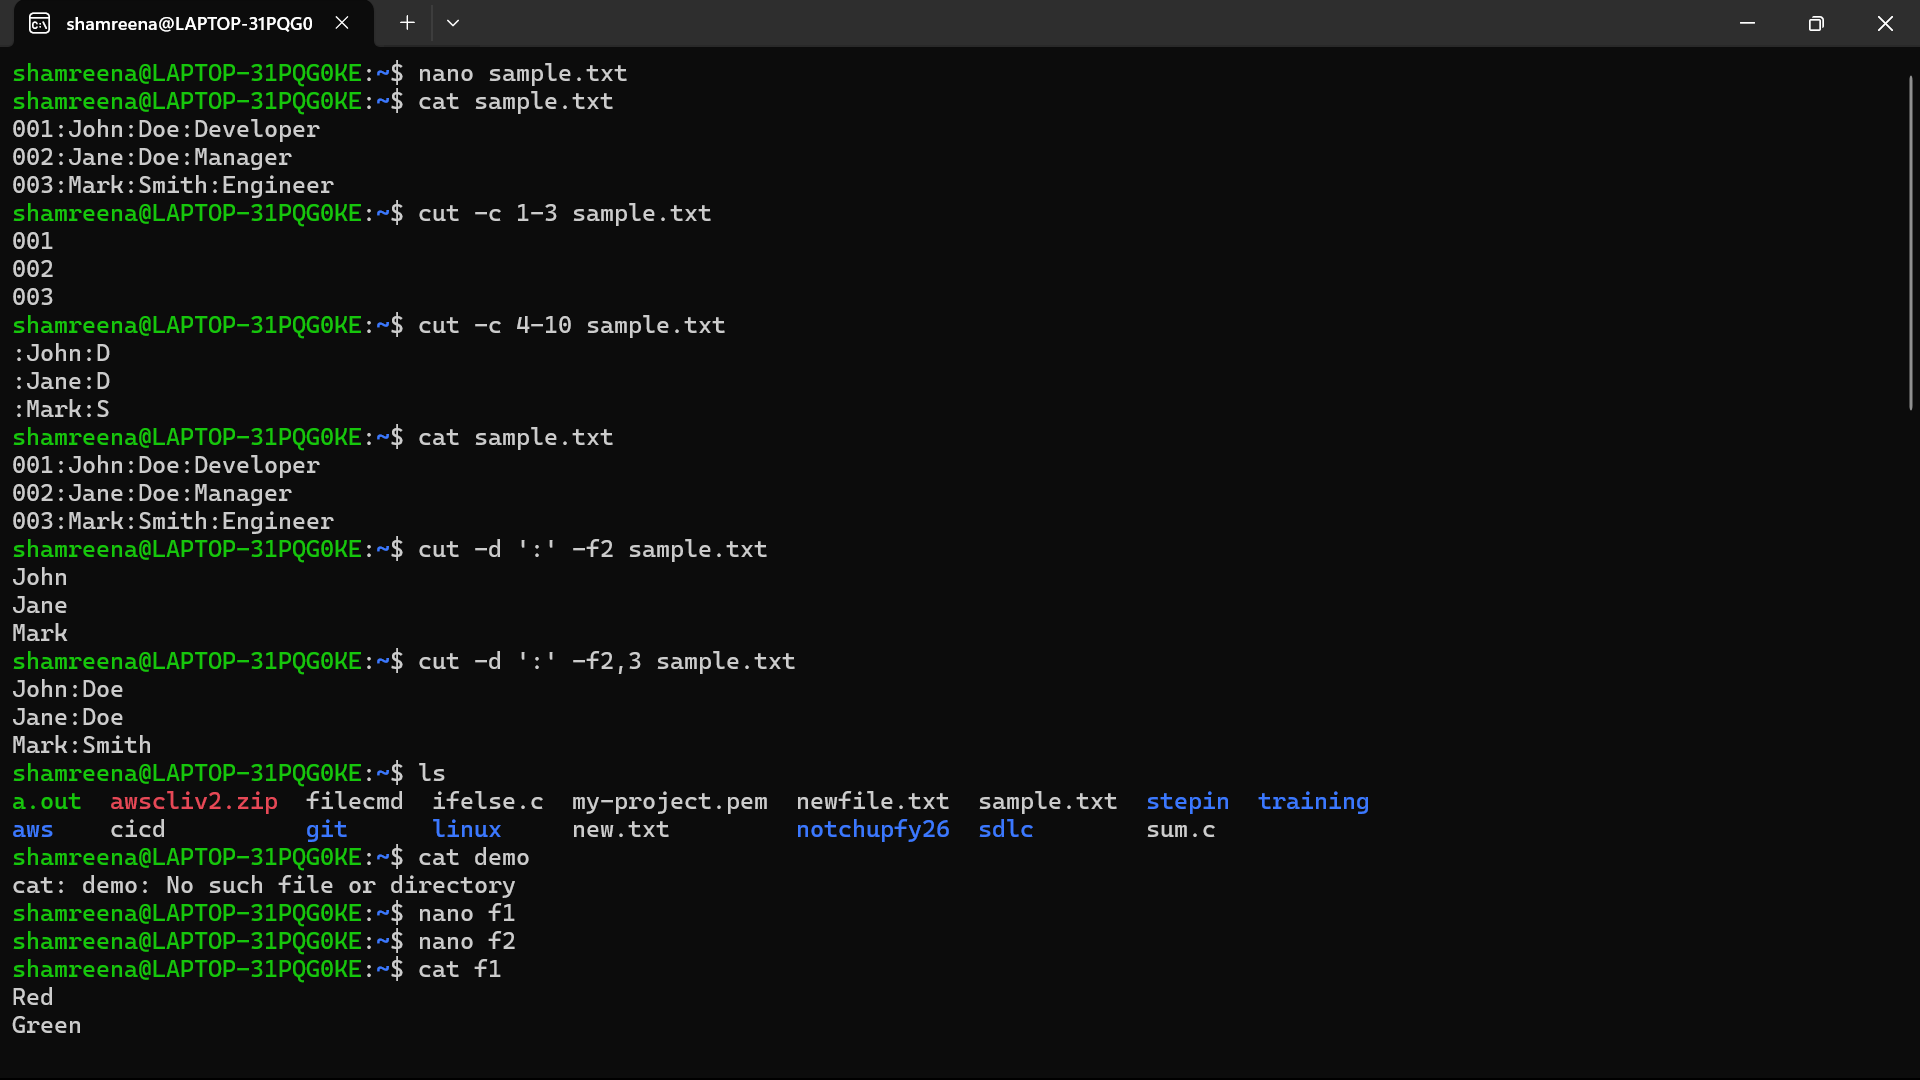 shamreena@LAPTOP-31PQG0
shamreena@LAPTOP-31PQG0KE:~$ nano sample.txt
shamreena@LAPTOP-31PQG0KE:~$ cat sample.txt
001:John:Doe:Developer
002:Jane:Doe:Manager
003:Mark:Smith:Engineer
shamreena@LAPTOP-31PQG0KE:~$ cut -c 1-3 sample.txt
001
002
003
shamreena@LAPTOP-31PQG0KE:~$ cut -c 4-10 sample.txt
:John:D
:Jane:D
:Mark:S
shamreena@LAPTOP-31PQG0KE:~$ cat sample.txt
001:John:Doe:Developer
002:Jane:Doe:Manager
003:Mark:Smith:Engineer
shamreena@LAPTOP-31PQG0KE:~$ cut -d ':' -f2 sample.txt
John
Jane
Mark
shamreena@LAPTOP-31PQG0KE:~$ cut -d ':' -f2,3 sample.txt
John:Doe
Jane:Doe
Mark:Smith
shamreena@LAPTOP-31PQG0KE:~$ ls
a.out  awscliv2.zip  filecmd  ifelse.c  my-project.pem  newfile.txt  sample.txt  stepin  training
aws    cicd          git      linux     new.txt         notchupfy26  sdlc        sum.c
shamreena@LAPTOP-31PQG0KE:~$ cat demo
cat: demo: No such file or directory
shamreena@LAPTOP-31PQG0KE:~$ nano f1
shamreena@LAPTOP-31PQG0KE:~$ nano f2
shamreena@LAPTOP-31PQG0KE:~$ cat f1
Red
Green